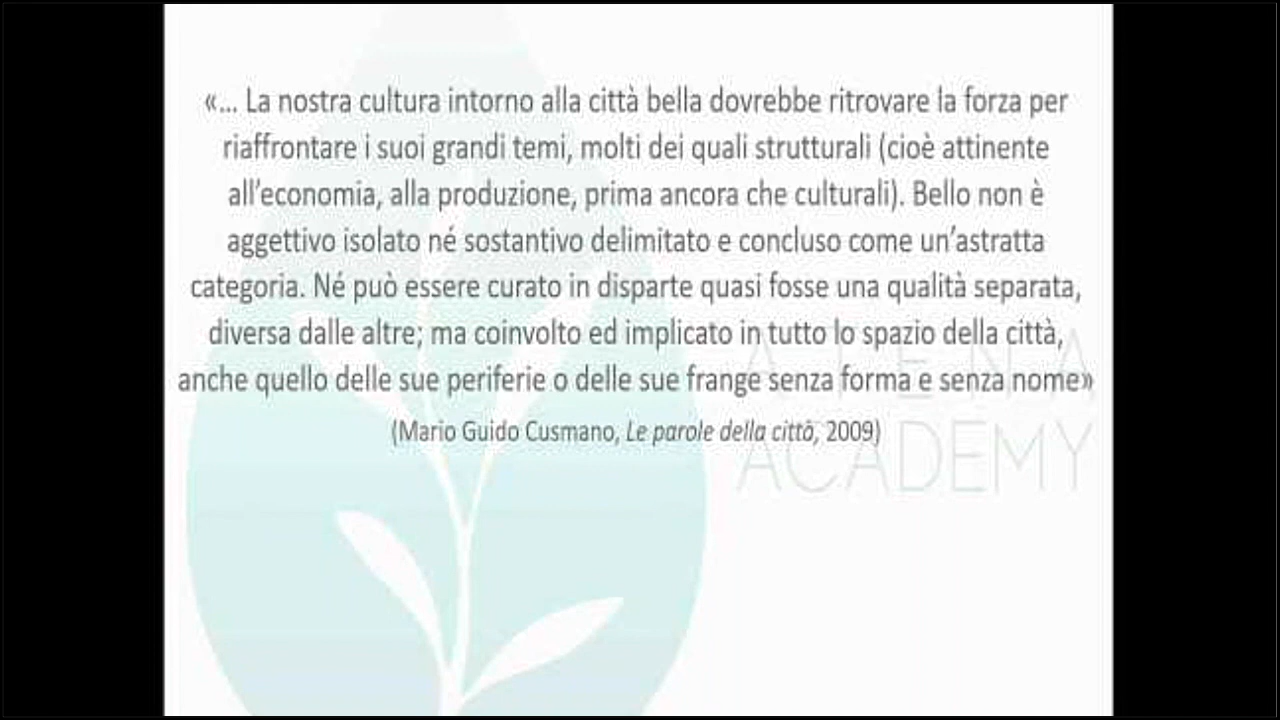 «... La nostra cultura intorno alla città bella dovrebbe ritrovare la forza per
riaffrontare i suoi grandi temi, molti dei quali strutturali (cioè attinente
all’economia, alla produzione, prima ancora che culturali). Bello non è
aggettivo isolato né sostantivo delimitato e concluso come un’astratta
categoria. Né può essere curato in disparte quasi fosse una qualità separata,
diversa dalle altre; ma coinvolto ed implicato in tutto lo spazio della città,
anche quello delle sue periferie o delle sue frange senza forma e senza nome»
(Mario Guido Cusmano, Le parole della città, 2009)
ATENA
ACADEMY